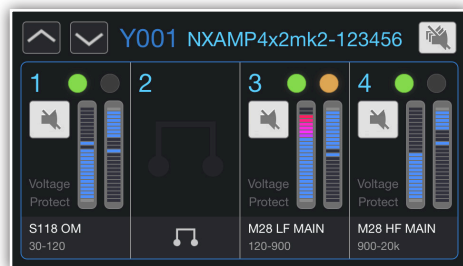 Y001 NXAMP4x2mk2-123456
1 2 3 4
Voltage Voltage Voltage
Protect Protect Protect
S118 OM M28 LF MAIN M28 HF MAIN
30-120 120-900 900-20k